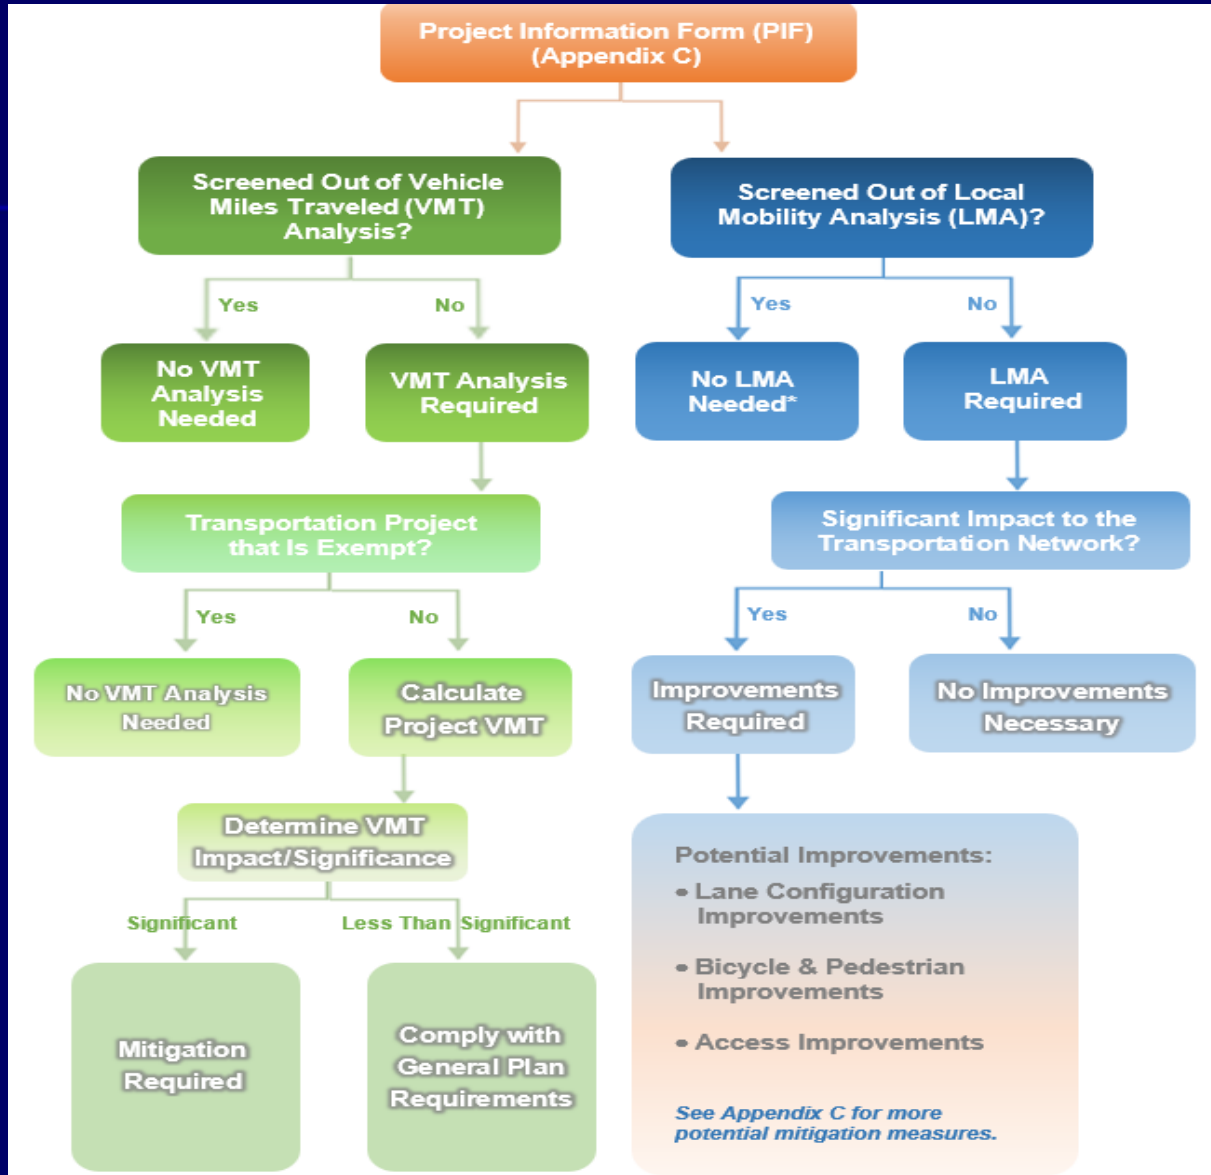 Project Information Form (PIF)
(Appendix C)
Screened Out of Vehicle
Miles Traveled (VMT)
Analysis?
Screened Out of Local
Mobility Analysis (LMA)?
Yes
No
Yes
No
No VMT
Analysis
Needed
VMT Analysis
Required
No LMA
Needed*
LMA
Required
Transportation Project
that Is Exempt?
Significant Impact to the
Transportation Network?
Yes
No
Yes
No
No VMT Analysis
Needed
Calculate
Project VMT
Improvements
Required
No Improvements
Necessary
Determine VMT
Impact/Significance
Significant
Less Than Significant
Mitigation
Required
Comply with
General Plan
Requirements
Potential Improvements:
• Lane Configuration
Improvements
• Bicycle & Pedestrian
Improvements
• Access Improvements
See Appendix C for more
potential mitigation measures.